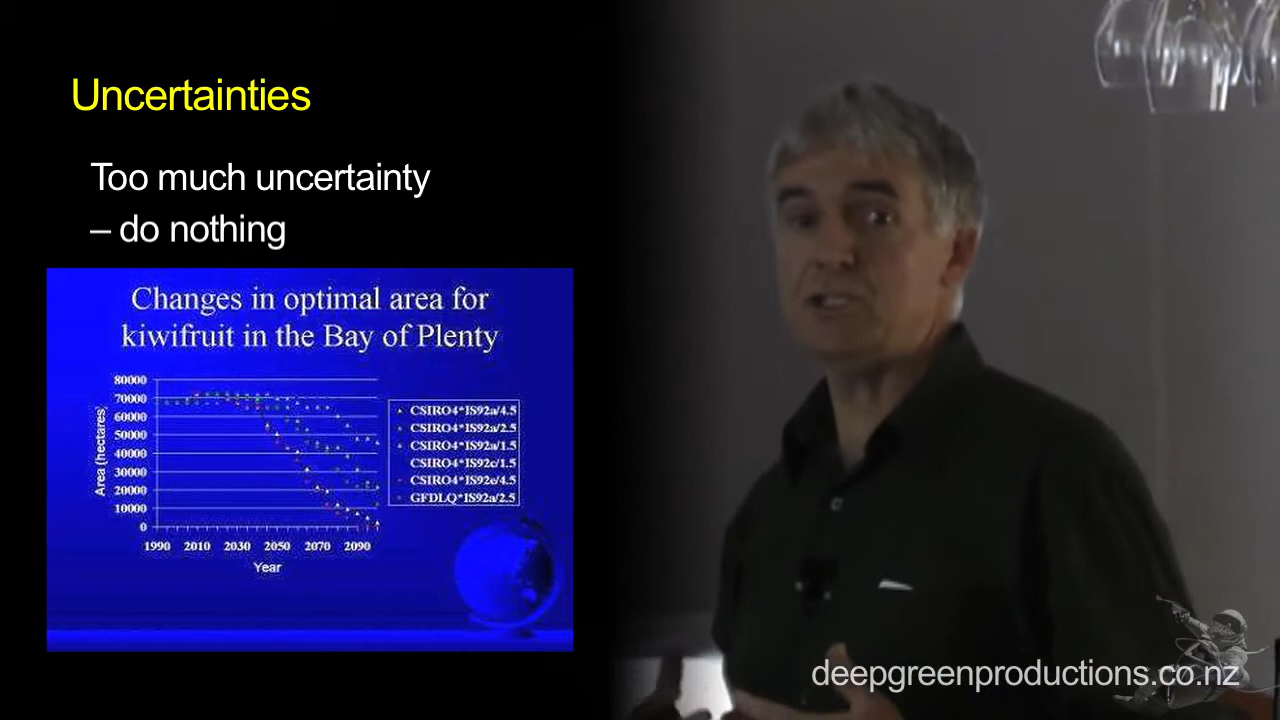 Uncertainties
Too much uncertainty
– do nothing
Changes in optimal area for
kiwifruit in the Bay of Plenty
80000
70000
60000
50000
40000
30000
20000
10000
0
Area (hectares)
1990 2010 2030 2050 2070 2090
Year
CSIRO4*IS92a/4.5
CSIRO4*IS92a/2.5
CSIRO4*IS92a/1.5
CSIRO4*IS92c/1.5
CSIRO4*IS92e/4.5
GFDLQ*IS92a/2.5
deepgreenproductions.co.nz